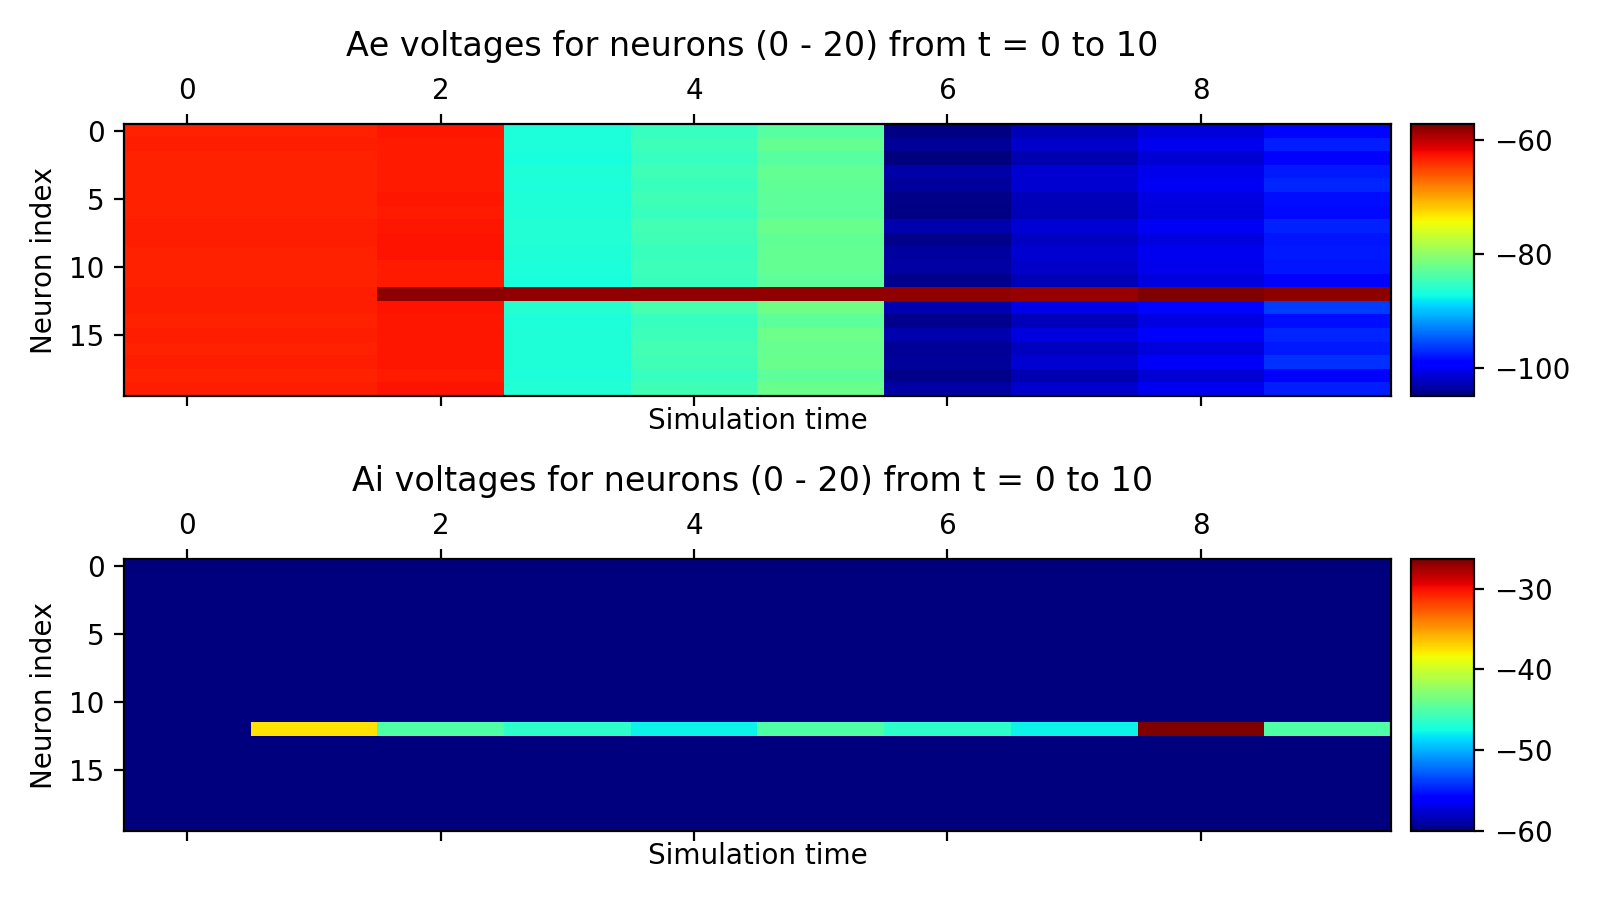 Ae voltages for neurons (0 - 20) from t = 0 to 10
0 2 4 6 8
Neuron index
0
5
10
15
Simulation time
−60
−80
−100
Ai voltages for neurons (0 - 20) from t = 0 to 10
0 2 4 6 8
Neuron index
0
5
10
15
Simulation time
−30
−40
−50
−60